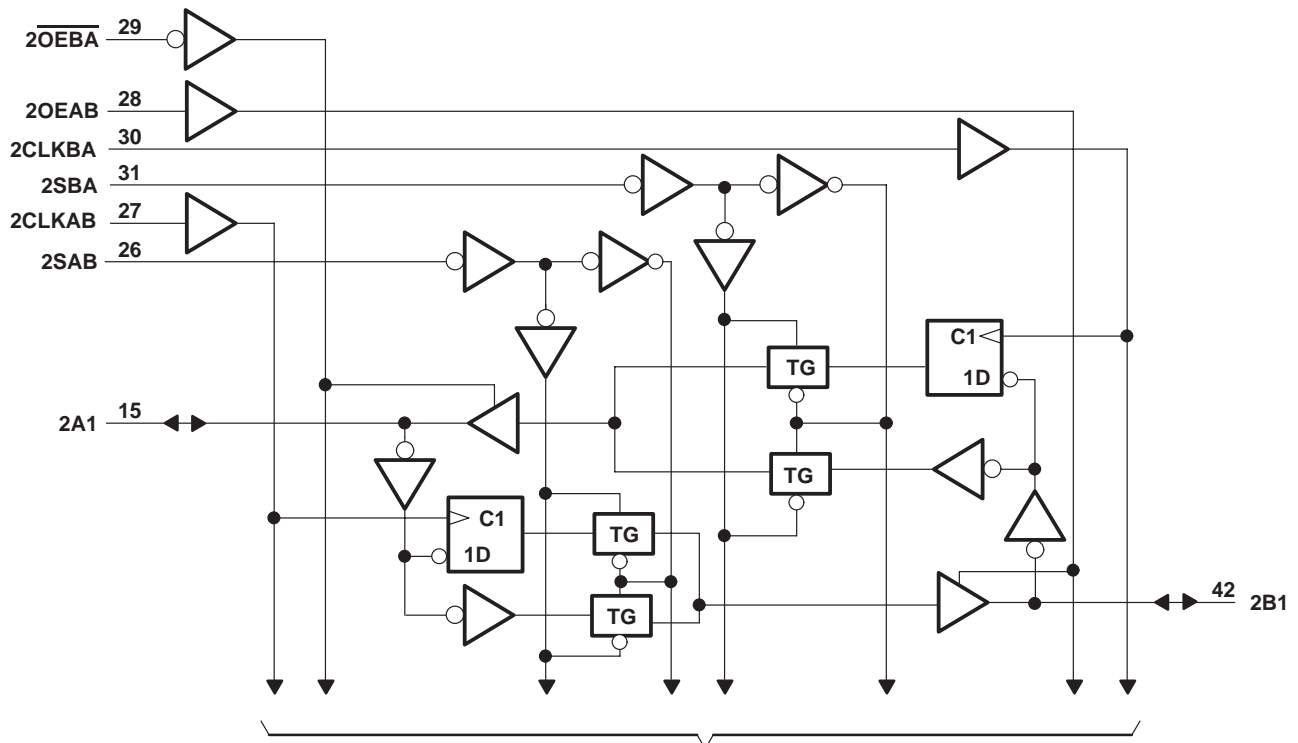 2O̅E̅B̅A̅ 29
2OEAB 28
2CLKBA 30
2SBA 31
2CLKAB 27
2SAB 26
C1
TG
1D
2A1 15
TG
C1
TG
1D
TG
42 2B1